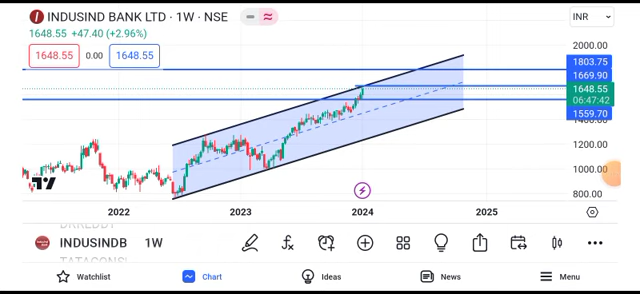 INDUSIND BANK LTD · 1W · NSE
INR
1648.55 +47.40 (+2.96%)
1648.55 0.00 1648.55
2000.00
1803.75
1669.90
1648.55
06:47:42
1559.70
1400.00
1200.00
1000.00
800.00
2022 2023 2024 2025
INDUSINDB 1W
Watchlist Chart Ideas News Menu